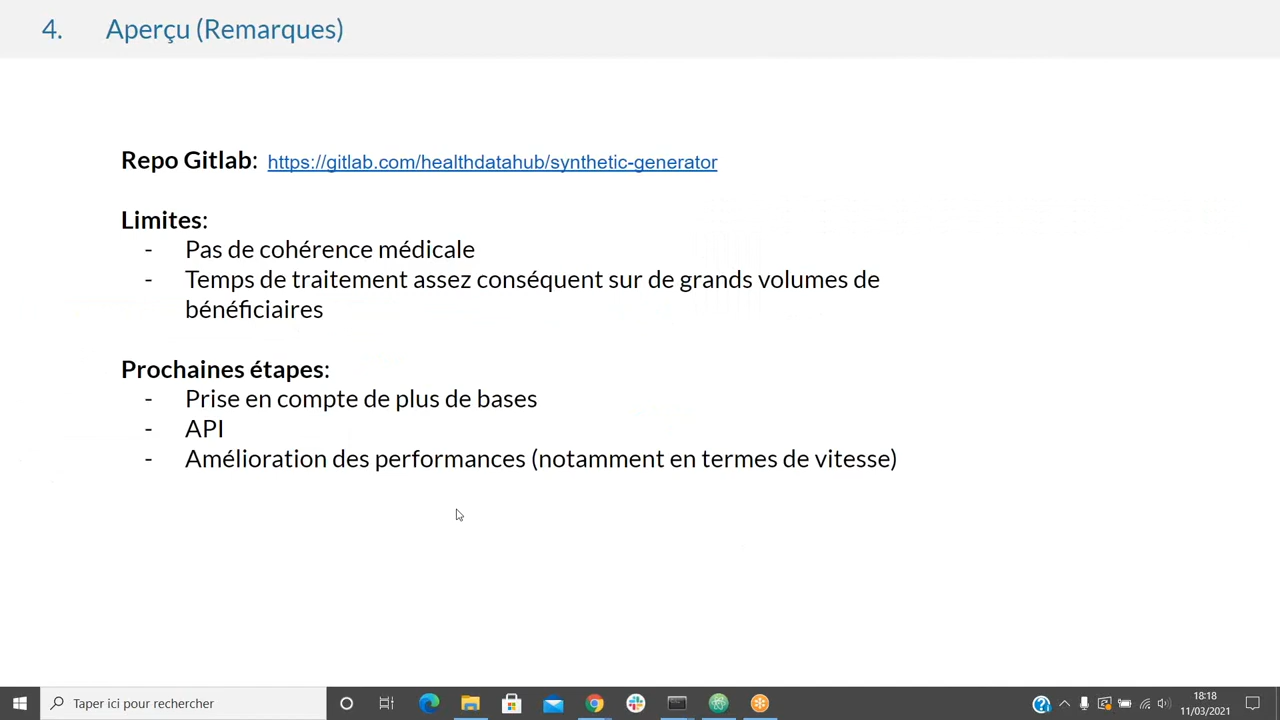 4. Aperçu (Remarques)
Repo Gitlab: https://gitlab.com/healthdatahub/synthetic-generator
Limites:
- Pas de cohérence médicale
- Temps de traitement assez conséquent sur de grands volumes de
bénéficiaires
Prochaines étapes:
- Prise en compte de plus de bases
- API
- Amélioration des performances (notamment en termes de vitesse)
Taper ici pour rechercher
18:18
11/03/2021